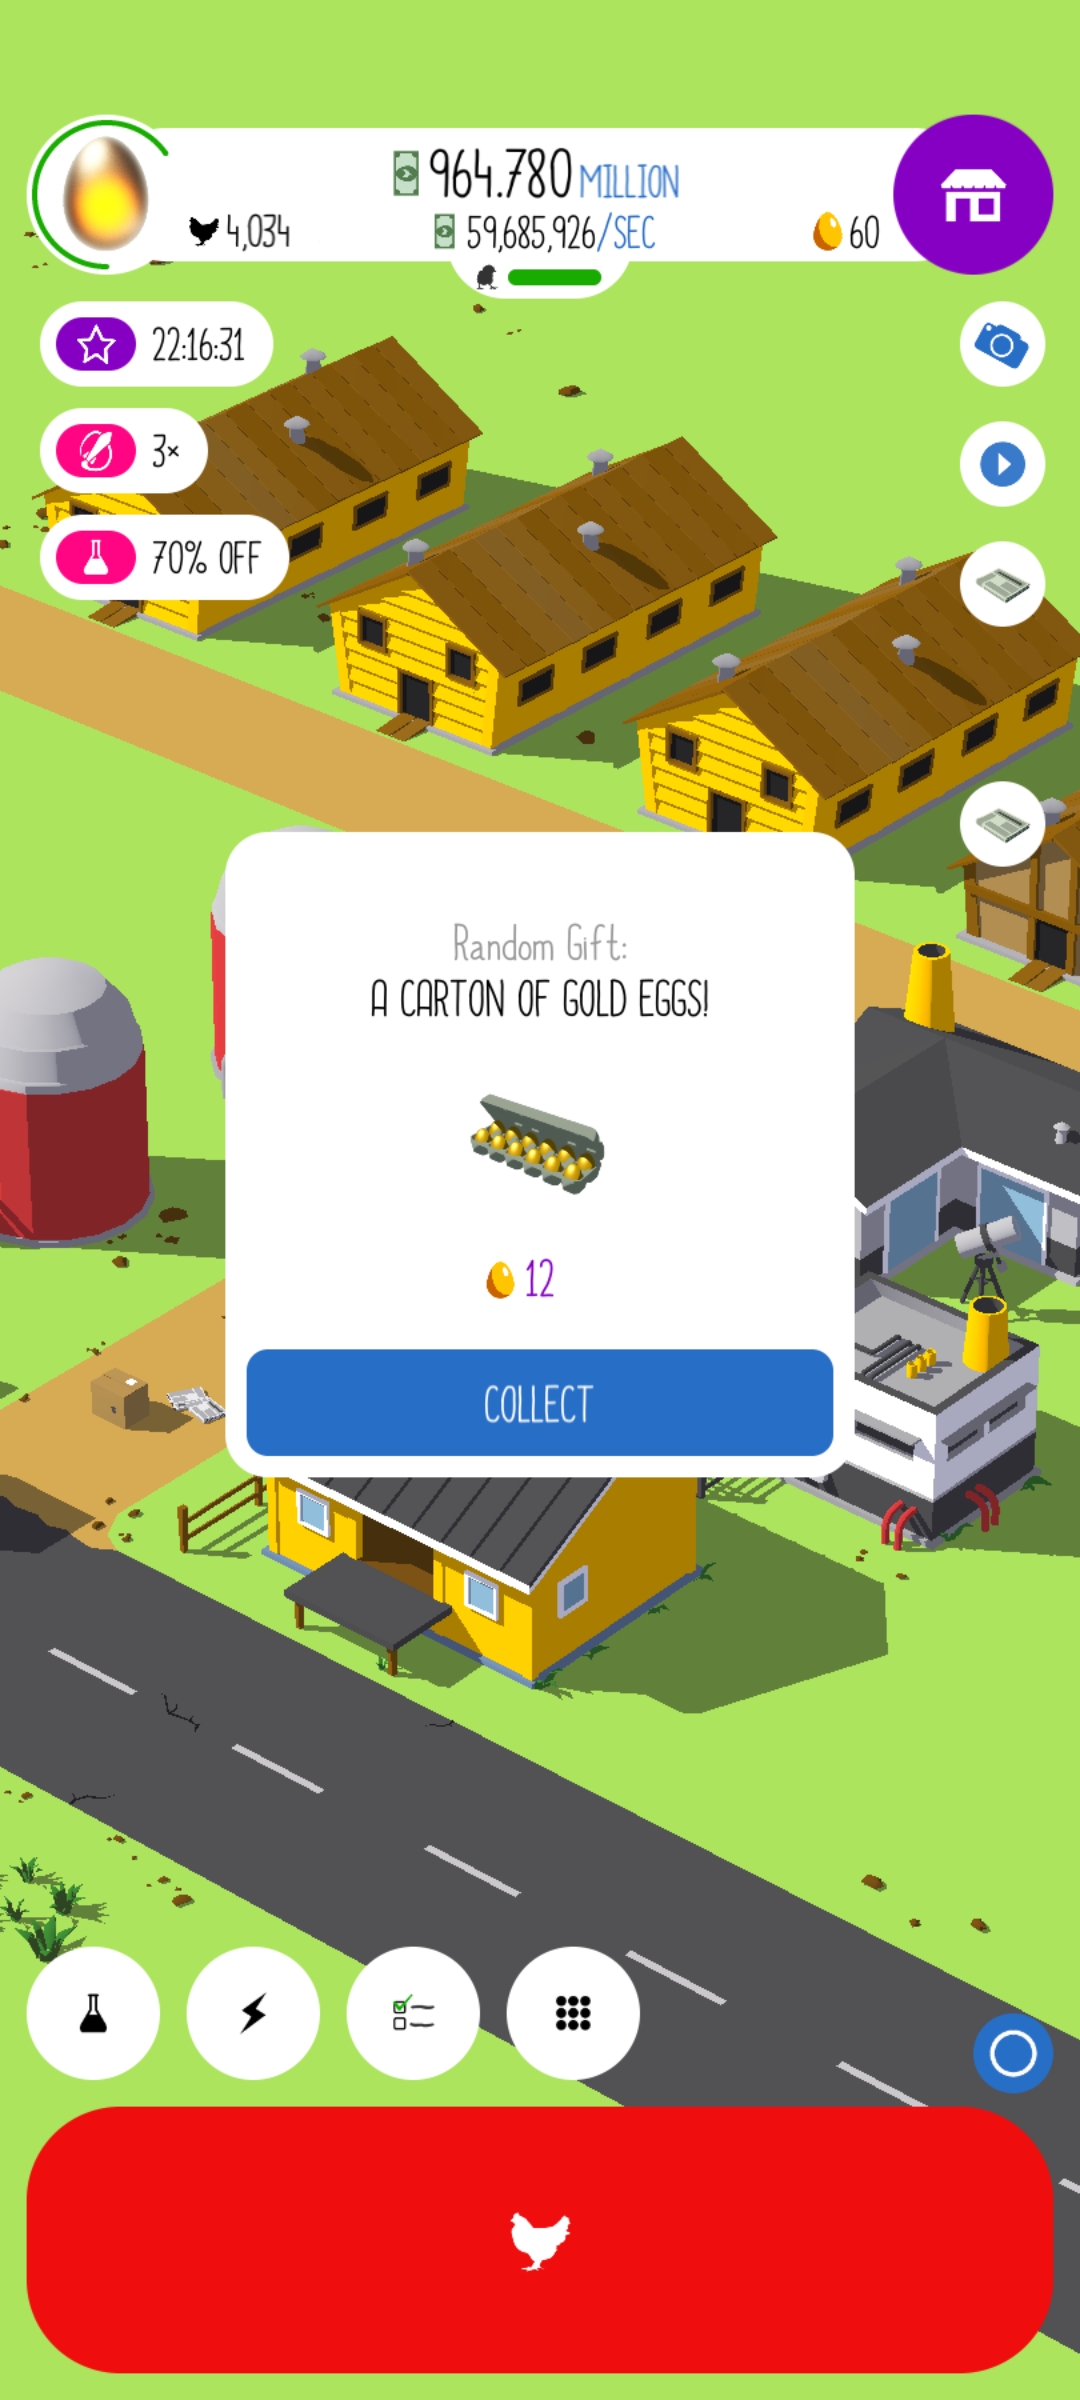 964.780 MILLION
4,034
59,685,926/SEC
60
22:16:31
3×
70% OFF
Random Gift:
A CARTON OF GOLD EGGS!
12
COLLECT